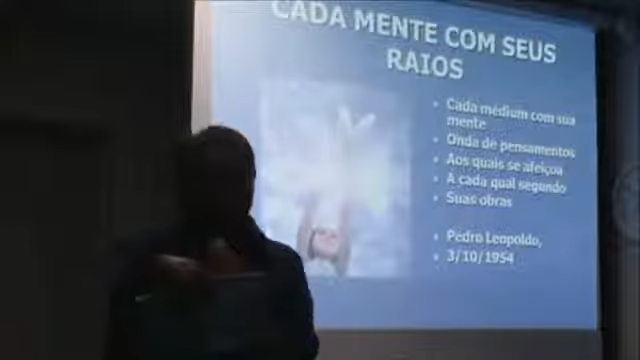 CADA MENTE COM SEUS
RAIOS
Cada médium com sua
mente
Onda de pensamentos
Aos quais se afeiçoa
A cada qual segundo
Suas obras
Pedro Leopoldo,
3/10/1954